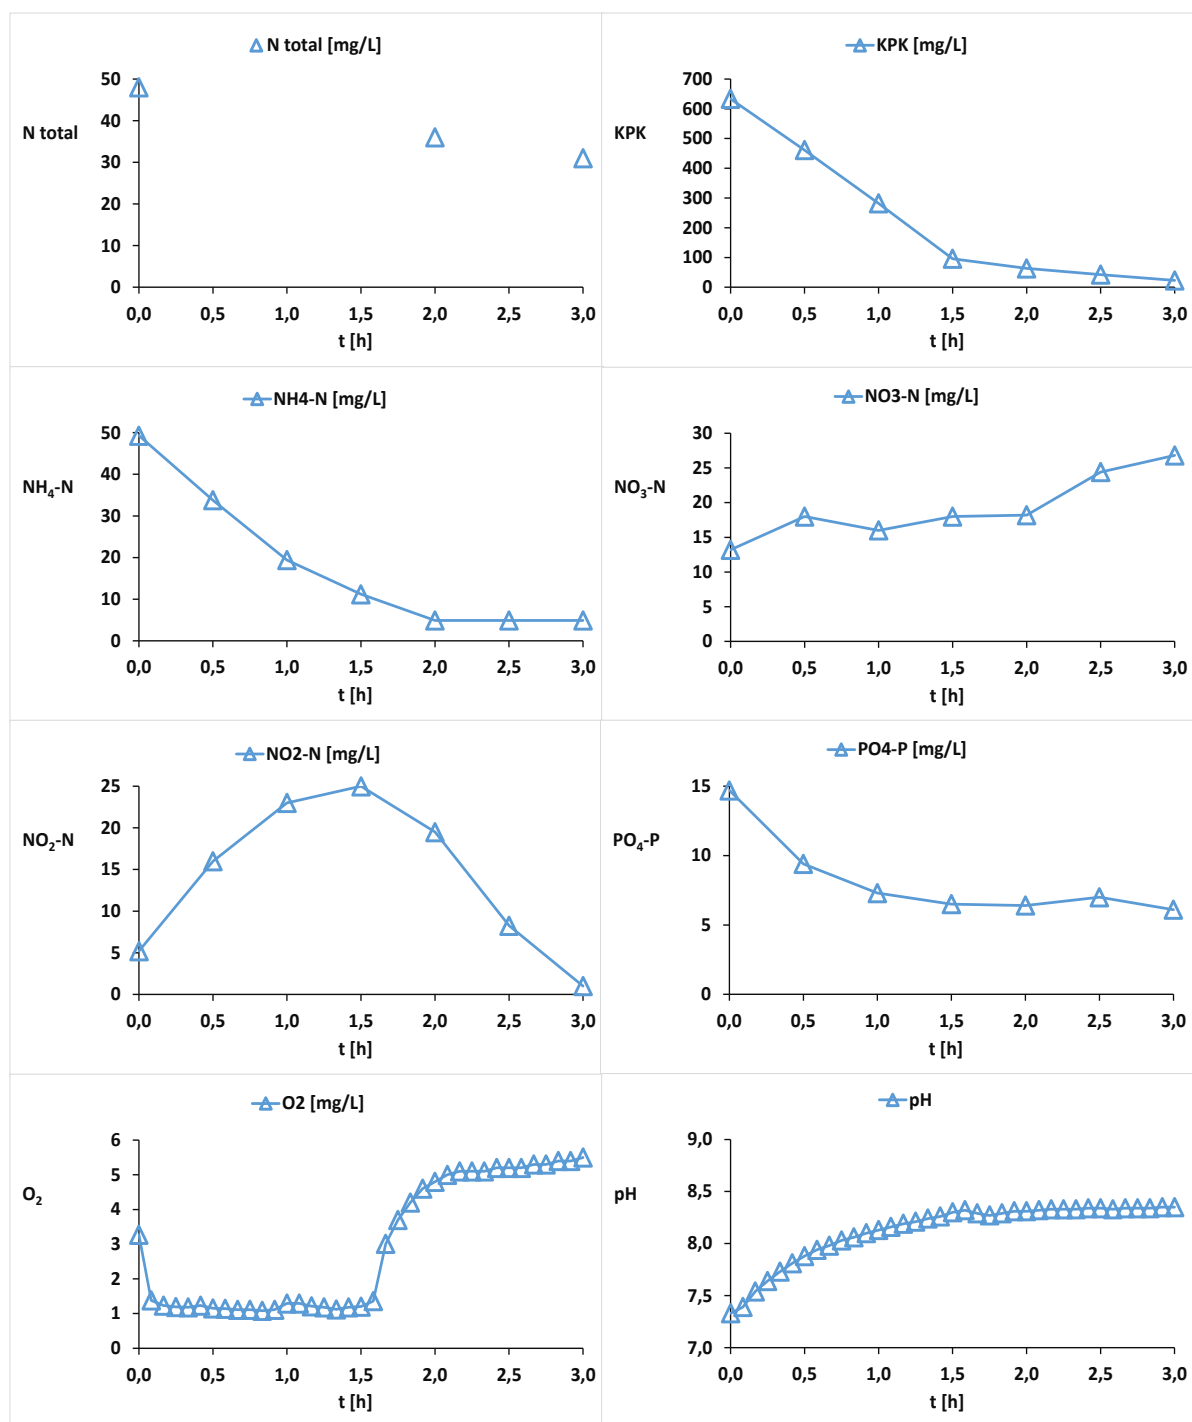 N total [mg/L]
50
40
30
20
10
0
N total
0,0 0,5 1,0 1,5 2,0 2,5 3,0
t [h]
KPK [mg/L]
700
600
500
400
300
200
100
0
KPK
0,0 0,5 1,0 1,5 2,0 2,5 3,0
t [h]
NH4-N [mg/L]
50
40
30
20
10
0
NH₄-N
0,0 0,5 1,0 1,5 2,0 2,5 3,0
t [h]
NO3-N [mg/L]
30
25
20
15
10
5
0
NO₃-N
0,0 0,5 1,0 1,5 2,0 2,5 3,0
t [h]
NO2-N [mg/L]
25
20
15
10
5
0
NO₂-N
0,0 0,5 1,0 1,5 2,0 2,5 3,0
t [h]
PO4-P [mg/L]
15
10
5
0
PO₄-P
0,0 0,5 1,0 1,5 2,0 2,5 3,0
t [h]
O2 [mg/L]
6
5
4
3
2
1
0
O₂
0,0 0,5 1,0 1,5 2,0 2,5 3,0
t [h]
pH
9,0
8,5
8,0
7,5
7,0
pH
0,0 0,5 1,0 1,5 2,0 2,5 3,0
t [h]